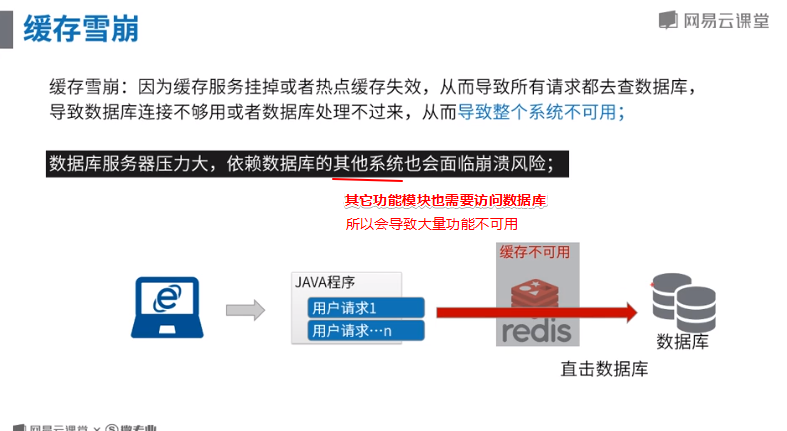 缓存雪崩
网易云课堂
缓存雪崩：因为缓存服务挂掉或者热点缓存失效，从而导致所有请求都去查数据库，
导致数据库连接不够用或者数据库处理不过来，从而导致整个系统不可用；
数据库服务器压力大，依赖数据库的其他系统也会面临崩溃风险；
其它功能模块也需要访问数据库
所以会导致大量功能不可用
缓存不可用
JAVA程序
用户请求1
用户请求…n
redis
数据库
直击数据库
网易云课堂 × 微专业